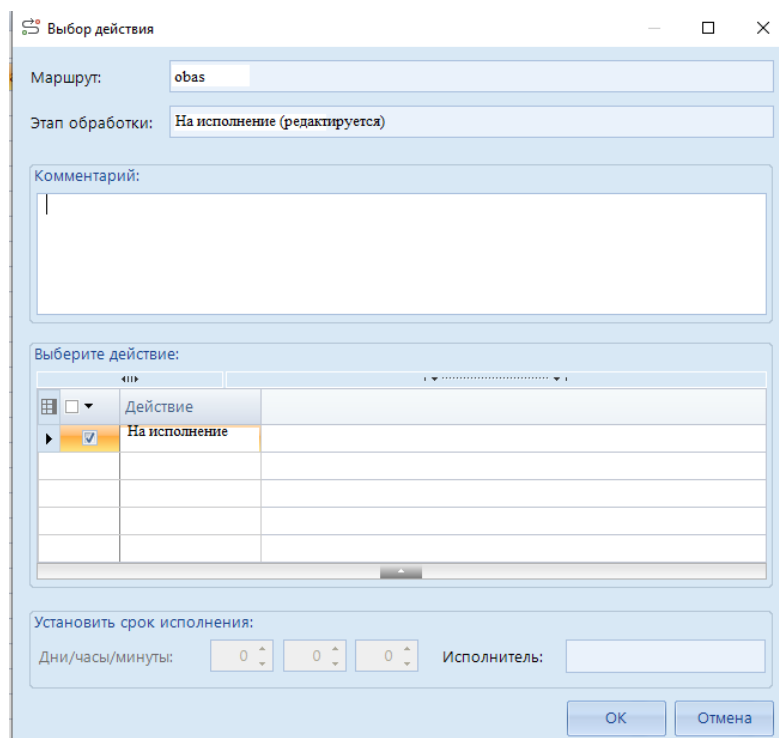 Выбор действия
Маршрут: obas
Этап обработки: На исполнение (редактируется)
Комментарий:
Выберите действие:
Действие
На исполнение
Установить срок исполнения:
Дни/часы/минуты: 0 0 0 Исполнитель:
ОК Отмена